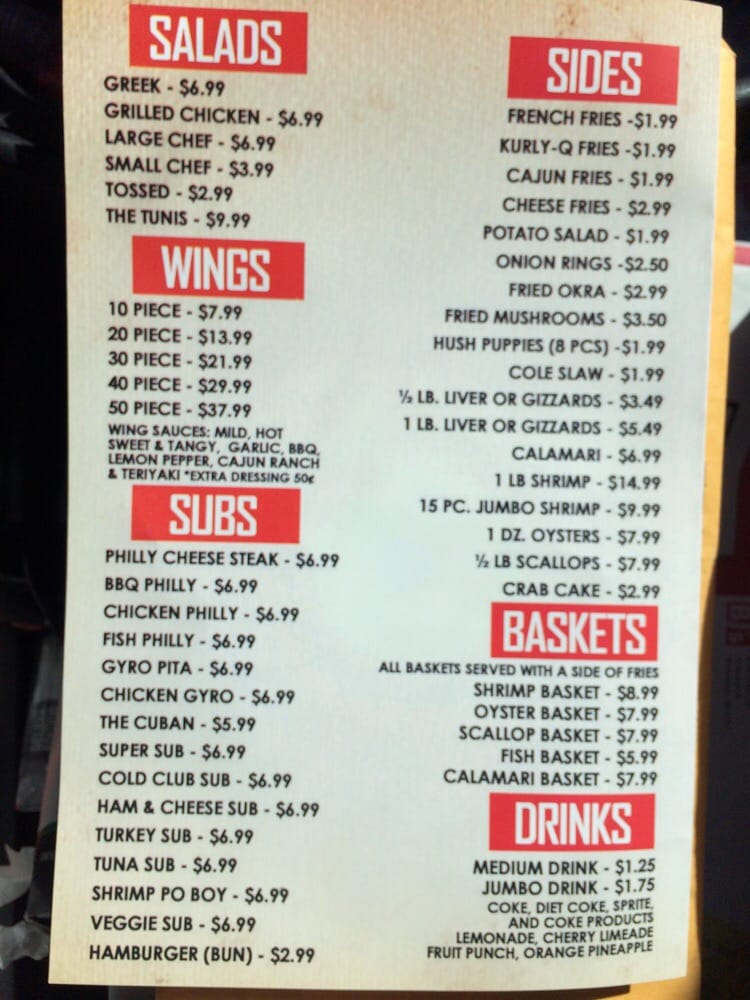 SALADS
GREEK - $6.99
GRILLED CHICKEN - $6.99
LARGE CHEF - $6.99
SMALL CHEF - $3.99
TOSSED - $2.99
THE TUNIS - $9.99
WINGS
10 PIECE - $7.99
20 PIECE - $13.99
30 PIECE - $21.99
40 PIECE - $29.99
50 PIECE - $37.99
WING SAUCES: MILD, HOT
SWEET & TANGY, GARLIC, BBQ,
LEMON PEPPER, CAJUN RANCH
& TERIYAKI *EXTRA DRESSING 50¢
SUBS
PHILLY CHEESE STEAK - $6.99
BBQ PHILLY - $6.99
CHICKEN PHILLY - $6.99
FISH PHILLY - $6.99
GYRO PITA - $6.99
CHICKEN GYRO - $6.99
THE CUBAN - $5.99
SUPER SUB - $6.99
COLD CLUB SUB - $6.99
HAM & CHEESE SUB - $6.99
TURKEY SUB - $6.99
TUNA SUB - $6.99
SHRIMP PO BOY - $6.99
VEGGIE SUB - $6.99
HAMBURGER (BUN) - $2.99
SIDES
FRENCH FRIES -$1.99
KURLY-Q FRIES -$1.99
CAJUN FRIES - $1.99
CHEESE FRIES - $2.99
POTATO SALAD - $1.99
ONION RINGS -$2.50
FRIED OKRA - $2.99
FRIED MUSHROOMS - $3.50
HUSH PUPPIES (8 PCS) -$1.99
COLE SLAW - $1.99
½ LB. LIVER OR GIZZARDS - $3.49
1 LB. LIVER OR GIZZARDS - $5.49
CALAMARI - $6.99
1 LB SHRIMP - $14.99
15 PC. JUMBO SHRIMP - $9.99
1 DZ. OYSTERS - $7.99
½ LB SCALLOPS - $7.99
CRAB CAKE - $2.99
BASKETS
ALL BASKETS SERVED WITH A SIDE OF FRIES
SHRIMP BASKET - $8.99
OYSTER BASKET - $7.99
SCALLOP BASKET - $7.99
FISH BASKET - $5.99
CALAMARI BASKET - $7.99
DRINKS
MEDIUM DRINK - $1.25
JUMBO DRINK - $1.75
COKE, DIET COKE, SPRITE,
AND COKE PRODUCTS
LEMONADE, CHERRY LIMEADE
FRUIT PUNCH, ORANGE PINEAPPLE